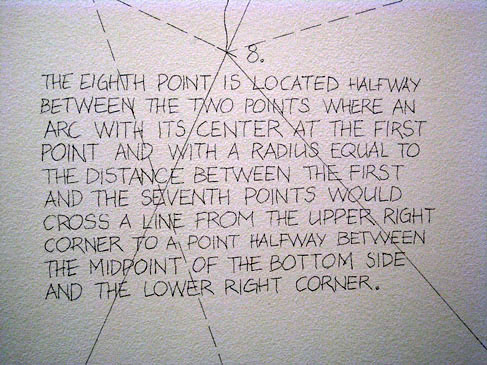 8.
THE EIGHTH POINT IS LOCATED HALFWAY
BETWEEN THE TWO POINTS WHERE AN
ARC WITH ITS CENTER AT THE FIRST
POINT AND WITH A RADIUS EQUAL TO
THE DISTANCE BETWEEN THE FIRST
AND THE SEVENTH POINTS WOULD
CROSS A LINE FROM THE UPPER RIGHT
CORNER TO A POINT HALFWAY BETWEEN
THE MIDPOINT OF THE BOTTOM SIDE
AND THE LOWER RIGHT CORNER.